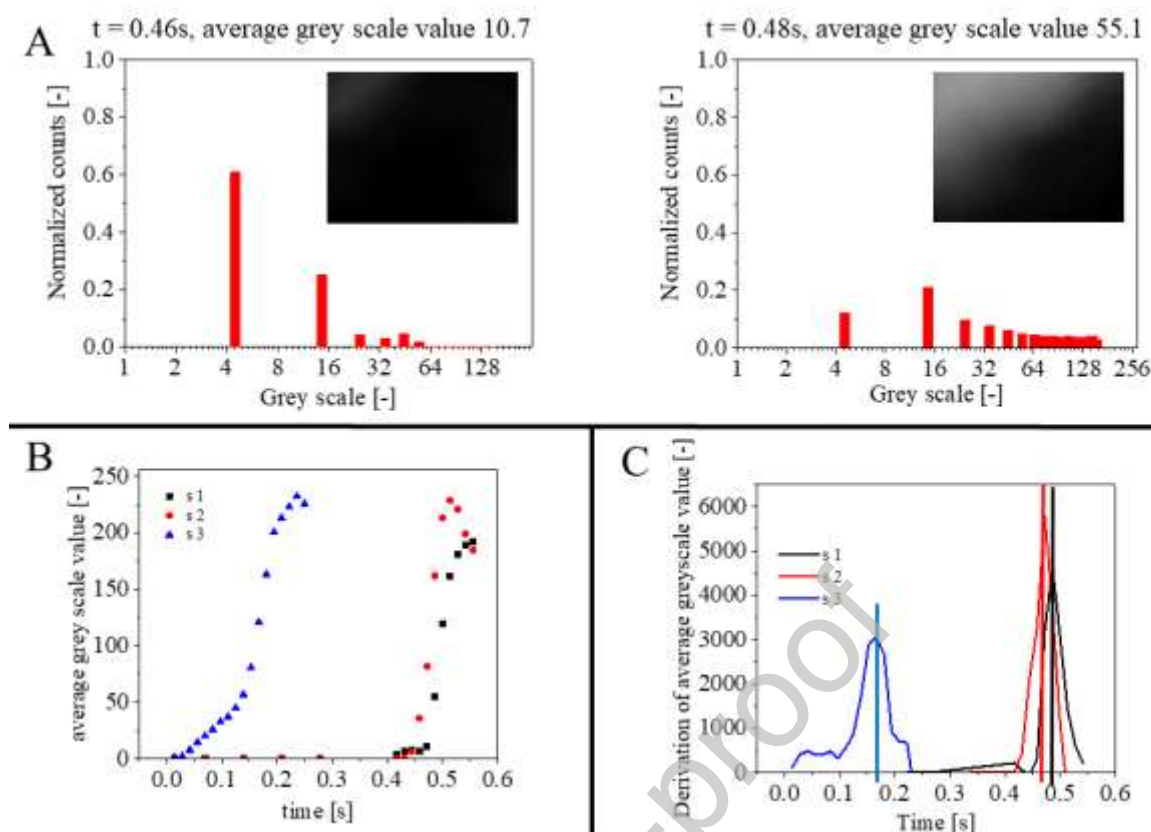 A
t = 0.46s, average grey scale value 10.7
1.0
0.8
0.6
0.4
0.2
0.0
Normalized counts [-]
1 2 4 8 16 32 64 128
Grey scale [-]
t = 0.48s, average grey scale value 55.1
1.0
0.8
0.6
0.4
0.2
0.0
Normalized counts [-]
1 2 4 8 16 32 64 128 256
Grey scale [-]
B
250
200
150
100
50
0
average grey scale value [-]
s 1
s 2
s 3
0.0 0.1 0.2 0.3 0.4 0.5 0.6
time [s]
C
6000
5000
4000
3000
2000
1000
0
Derivation of average greyscale value [-]
s 1
s 2
s 3
0.0 0.1 0.2 0.3 0.4 0.5 0.6
Time [s]
proof